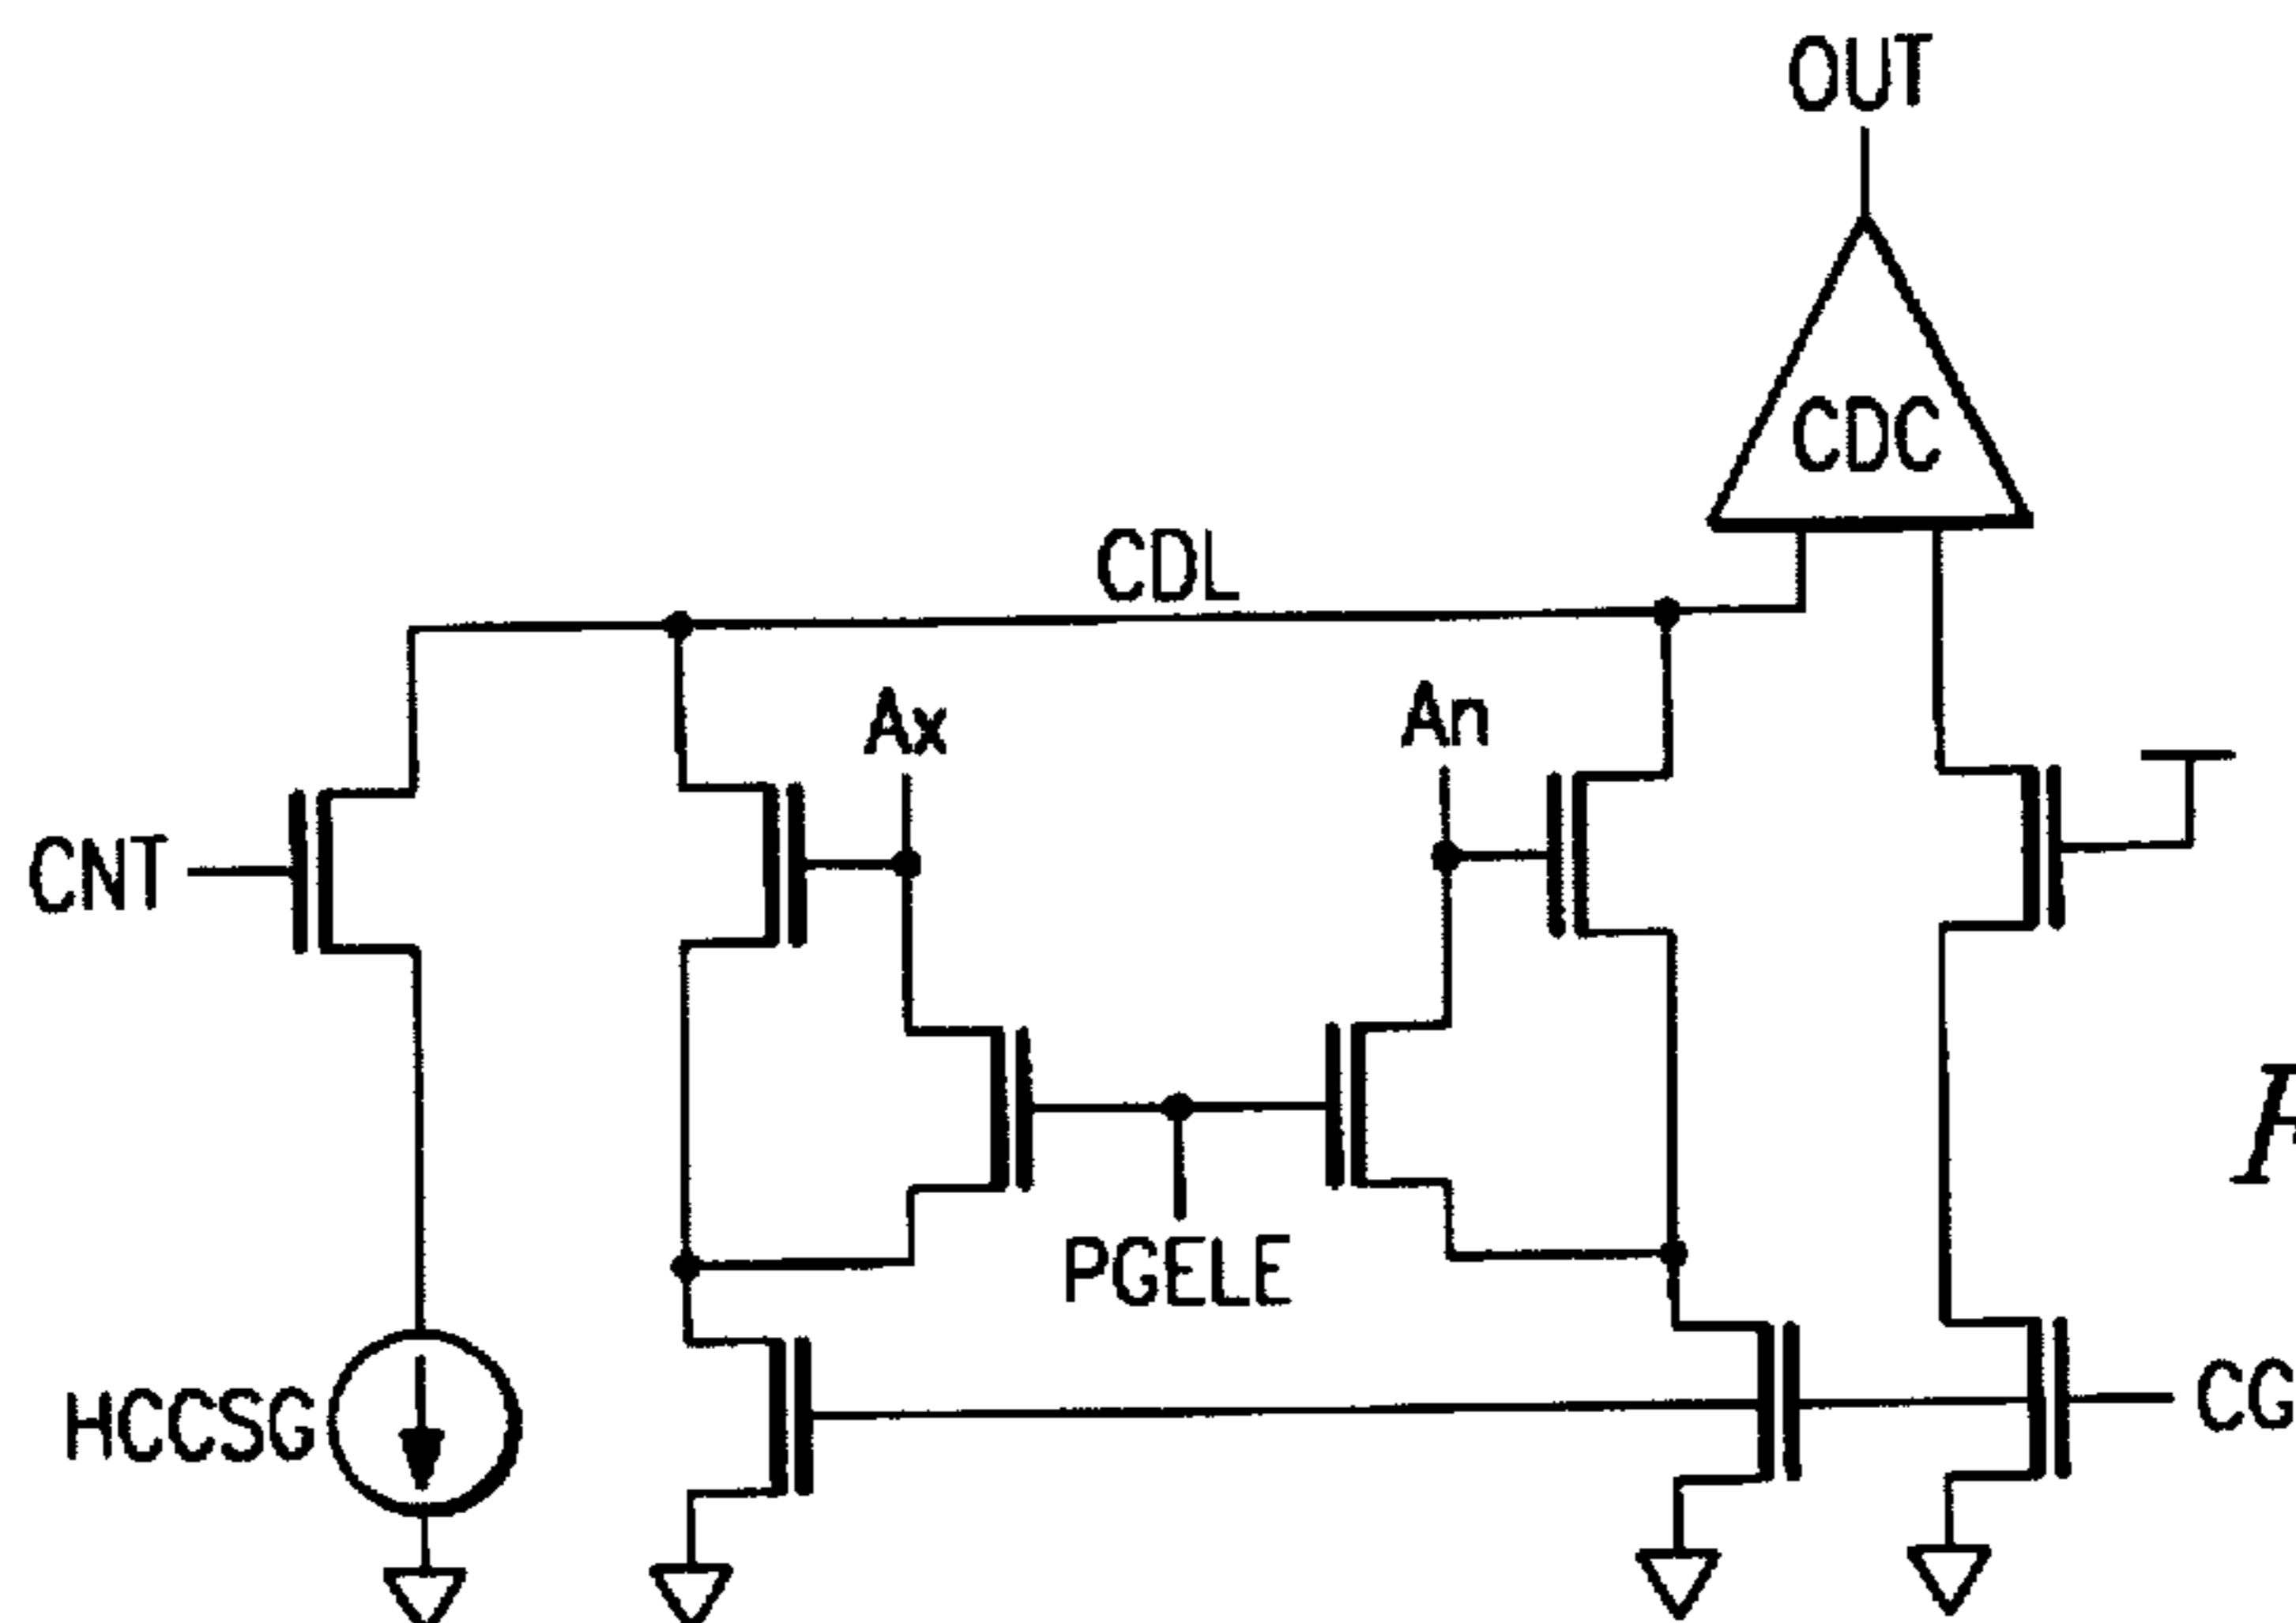 OUT
CDC
CDL
Ax
An
CNT
PGELE
HCCSG
CG